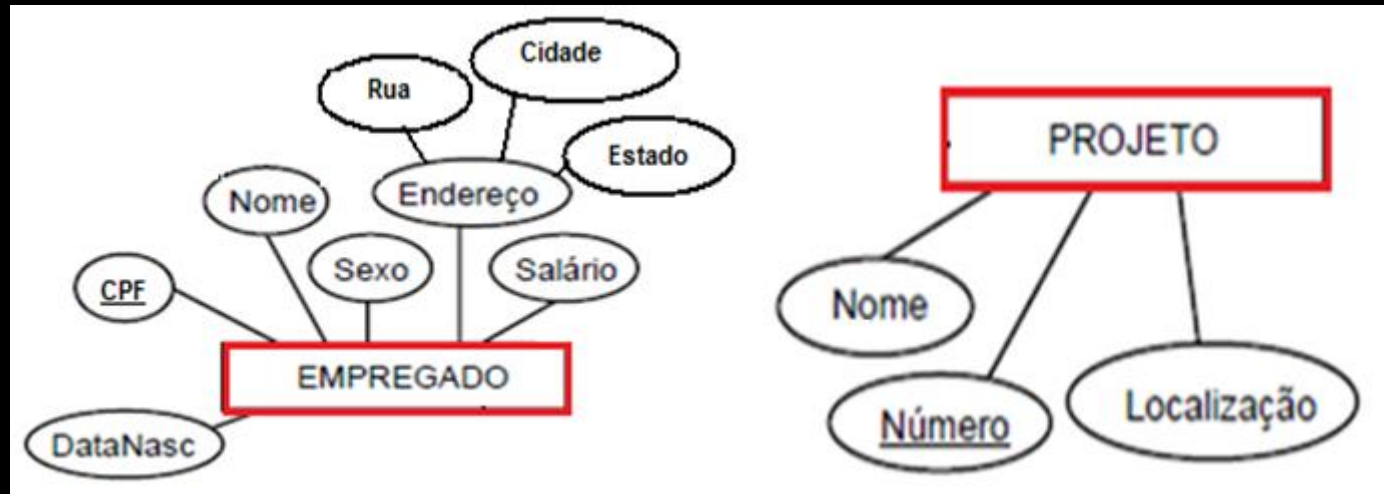 Cidade
Rua
Estado
Endereço
Nome
Sexo
Salário
CPF
EMPREGADO
DataNasc
PROJETO
Nome
Número
Localização